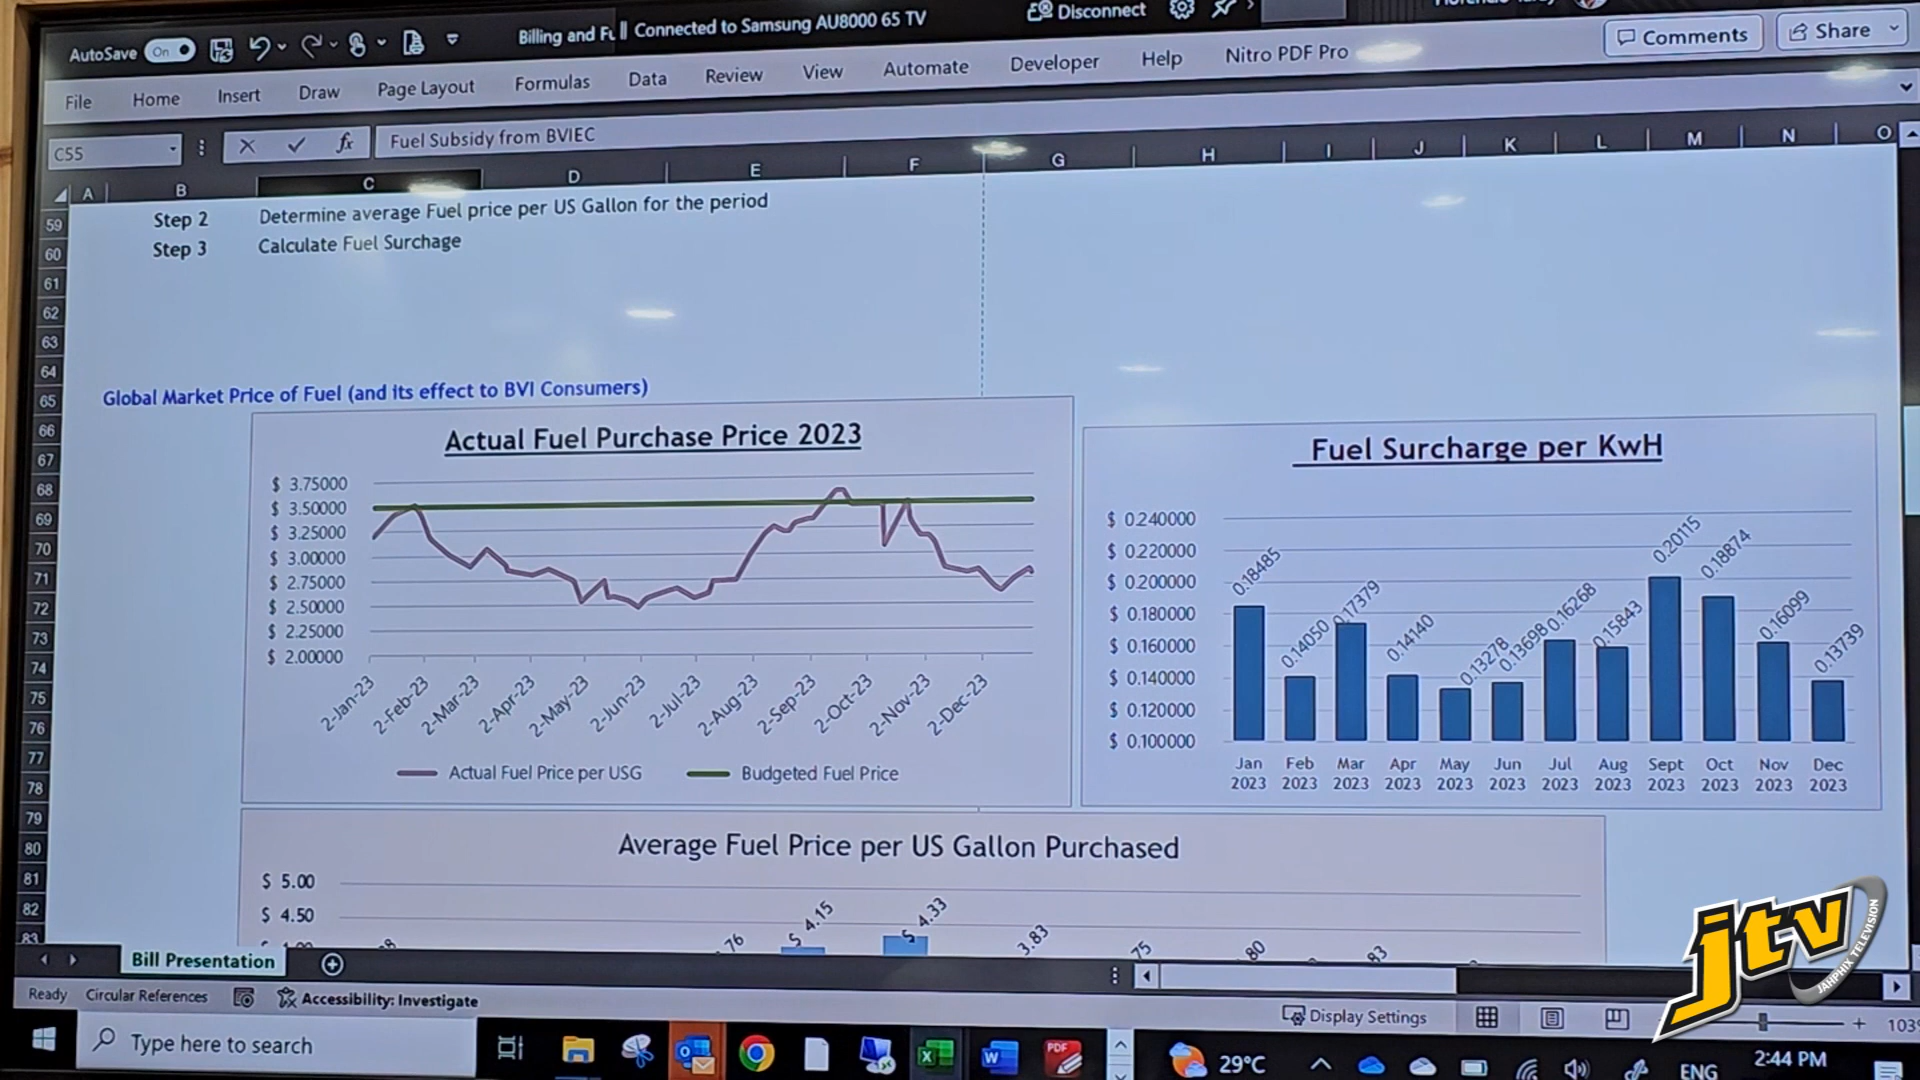 AutoSave On Billing and Fu Connected to Samsung AU8000 65 TV Disconnect
File Home Insert Draw Page Layout Formulas Data Review View Automate Developer Help Nitro PDF Pro Comments Share
C55 fx Fuel Subsidy from BVIEC
A B C D E F G H I J K L M N O
59 Step 2 Determine average Fuel price per US Gallon for the period
60 Step 3 Calculate Fuel Surchage
61
62
63
64
65 Global Market Price of Fuel (and its effect to BVI Consumers)
66
67
68
69
70
71
72
73
74
75
76
77
78
79
80
81
82
83
Actual Fuel Purchase Price 2023
$ 3.75000
$ 3.50000
$ 3.25000
$ 3.00000
$ 2.75000
$ 2.50000
$ 2.25000
$ 2.00000
2-Jan-23 2-Feb-23 2-Mar-23 2-Apr-23 2-May-23 2-Jun-23 2-Jul-23 2-Aug-23 2-Sep-23 2-Oct-23 2-Nov-23 2-Dec-23
Actual Fuel Price per USG Budgeted Fuel Price
Fuel Surcharge per KwH
$ 0.240000
$ 0.220000
$ 0.200000
$ 0.180000
$ 0.160000
$ 0.140000
$ 0.120000
$ 0.100000
0.18485 0.14050 0.17379 0.14140 0.13278 0.13698 0.16268 0.15843 0.20115 0.18874 0.16099 0.13739
Jan Feb Mar Apr May Jun Jul Aug Sept Oct Nov Dec
2023 2023 2023 2023 2023 2023 2023 2023 2023 2023 2023 2023
Average Fuel Price per US Gallon Purchased
$ 5.00
$ 4.50
$ 4.15 $ 4.33 3.83
Bill Presentation
Ready Circular References Accessibility: Investigate Display Settings 103%
Type here to search PDF 29°C ENG 2:44 PM
jtv
JAHPHIX TELEVISION